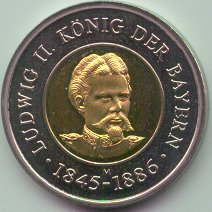 · LUDWIG II. KÖNIG DER BAYERN ·
1845-1886
M